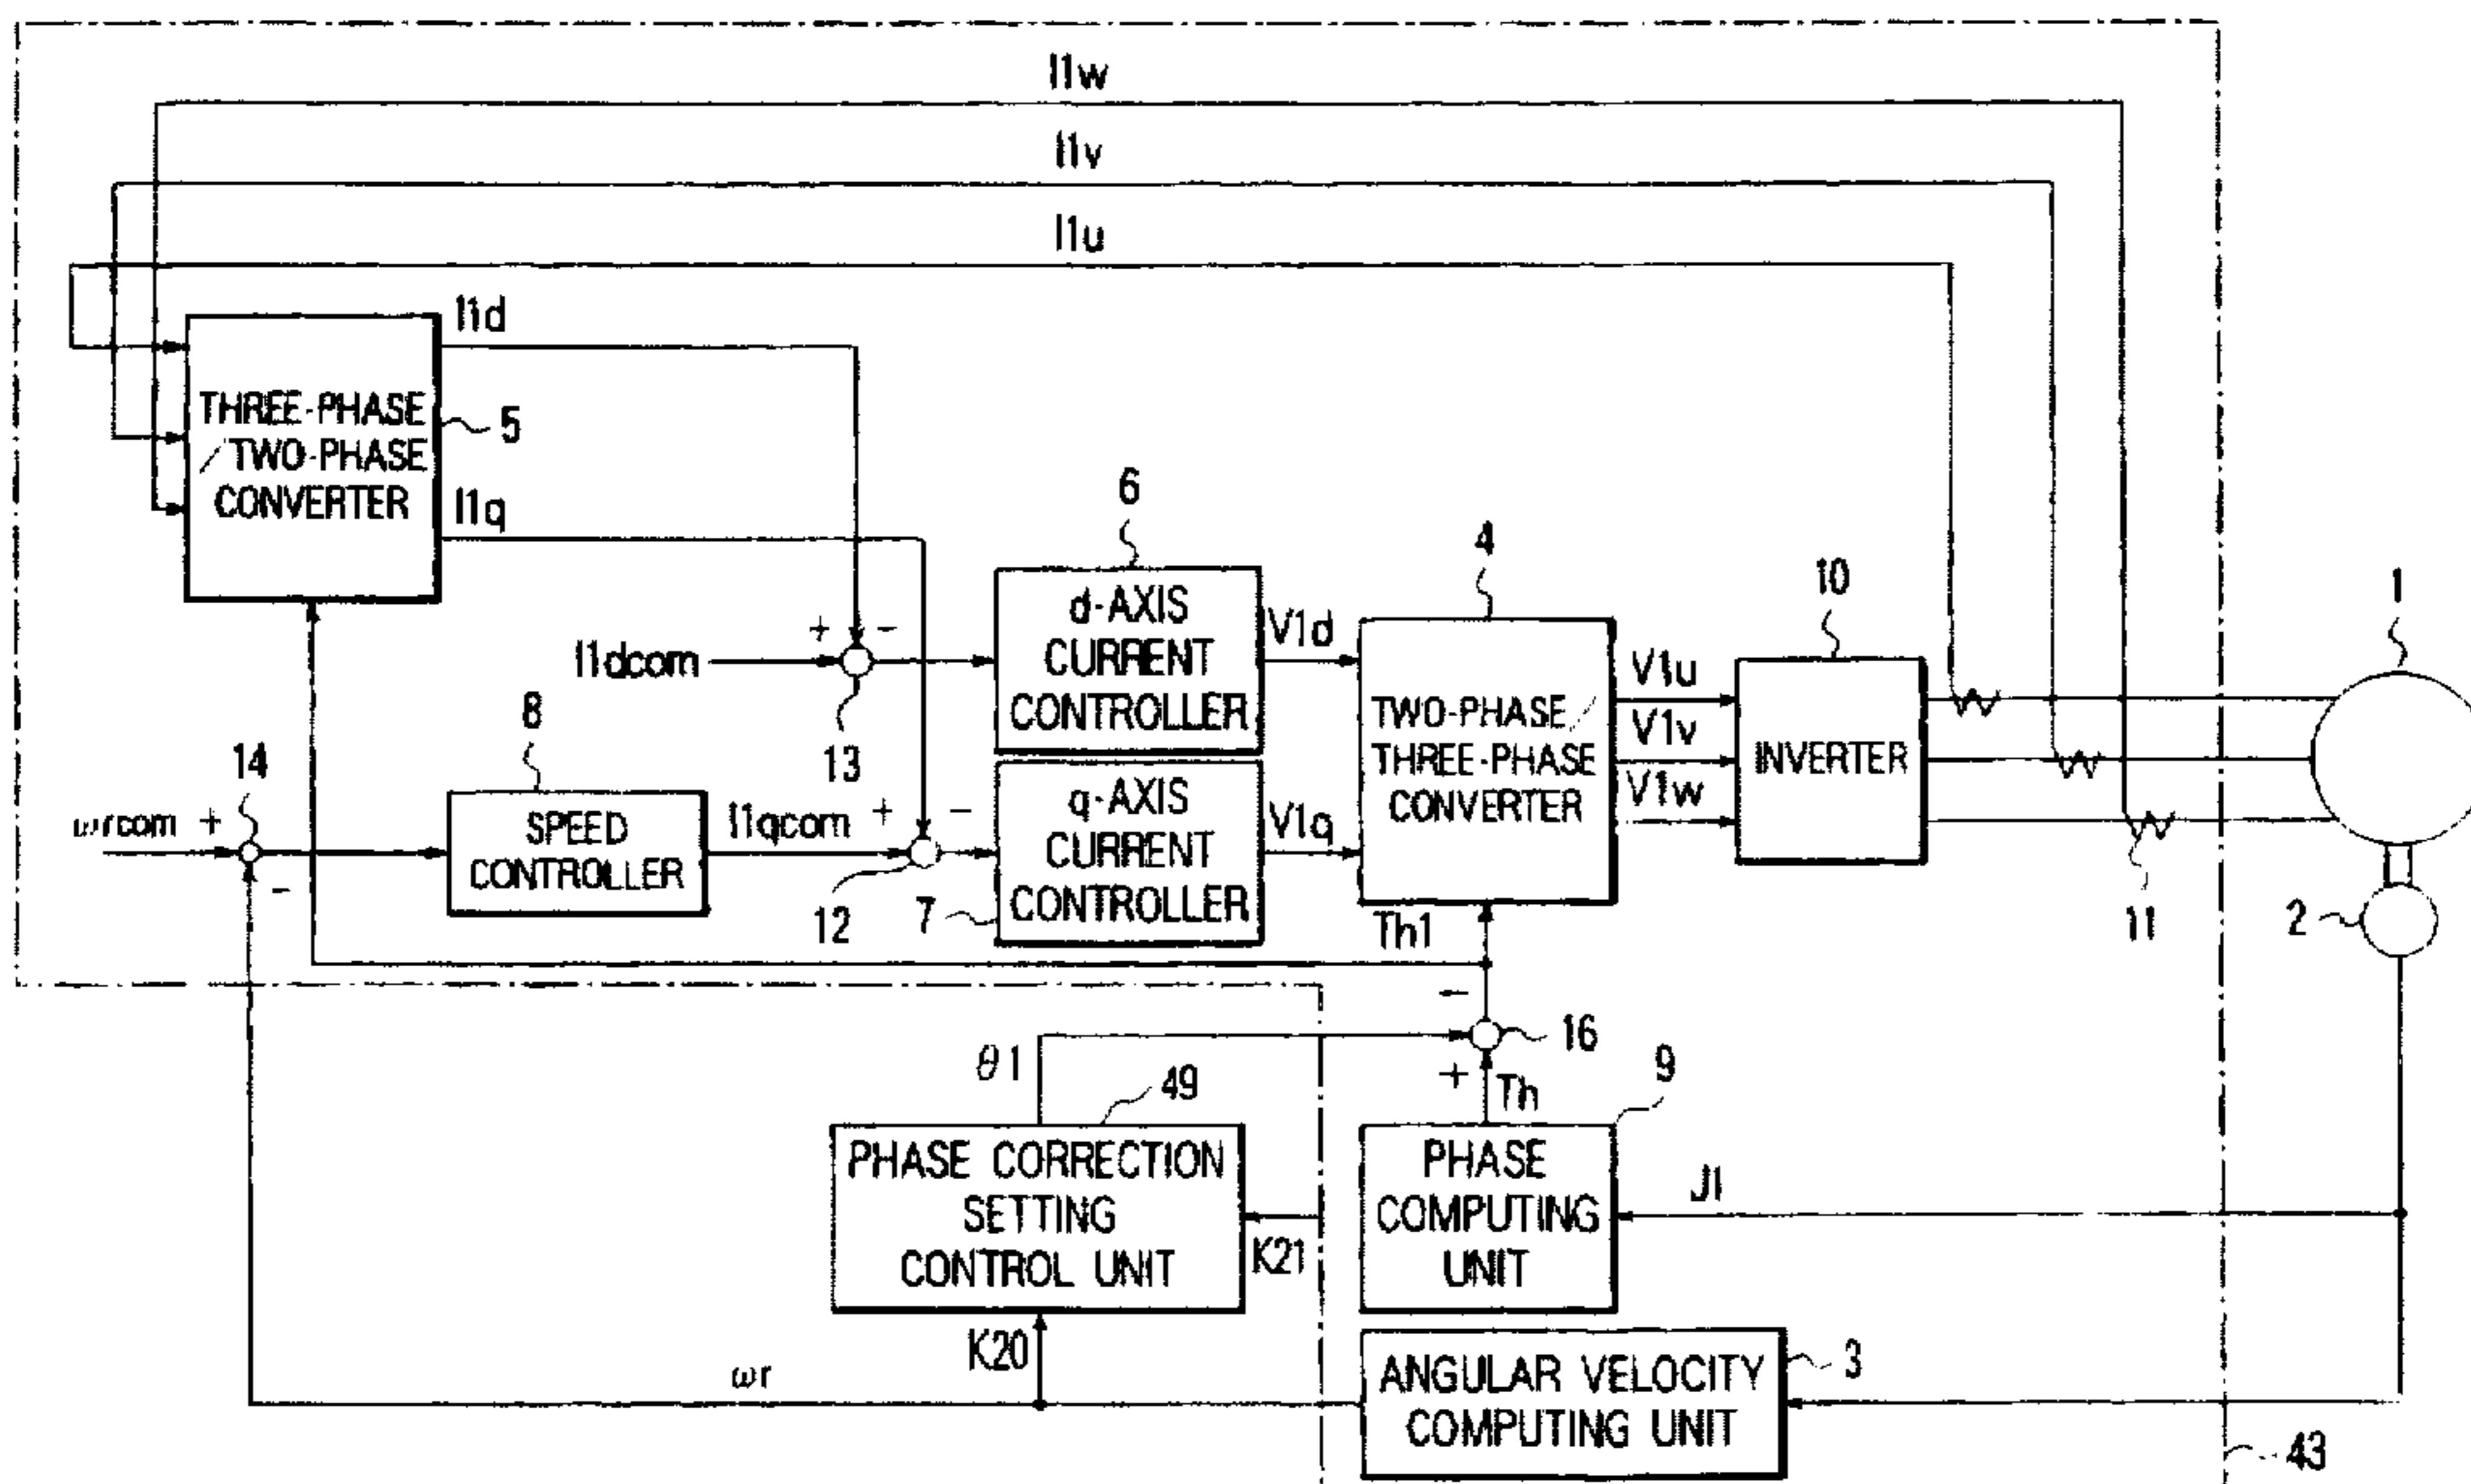 I1w
I1v
I1u
I1d
THREE-PHASE
/TWO-PHASE
CONVERTER
5
I1q
6
4
10
1
d-AXIS
CURRENT
CONTROLLER
V1d
+ -
I1dcom
13
8
14
ωrcom +
-
SPEED
CONTROLLER
I1qcom
+ -
12
7
q-AXIS
CURRENT
CONTROLLER
V1q
TWO-PHASE/
THREE-PHASE
CONVERTER
V1u
V1v
V1w
INVERTER
11
2
Th1
-
16
+
Th
9
θ1
49
PHASE CORRECTION
SETTING
CONTROL UNIT
K21
K20
PHASE
COMPUTING
UNIT
J1
ωr
ANGULAR VELOCITY
COMPUTING UNIT
3
43